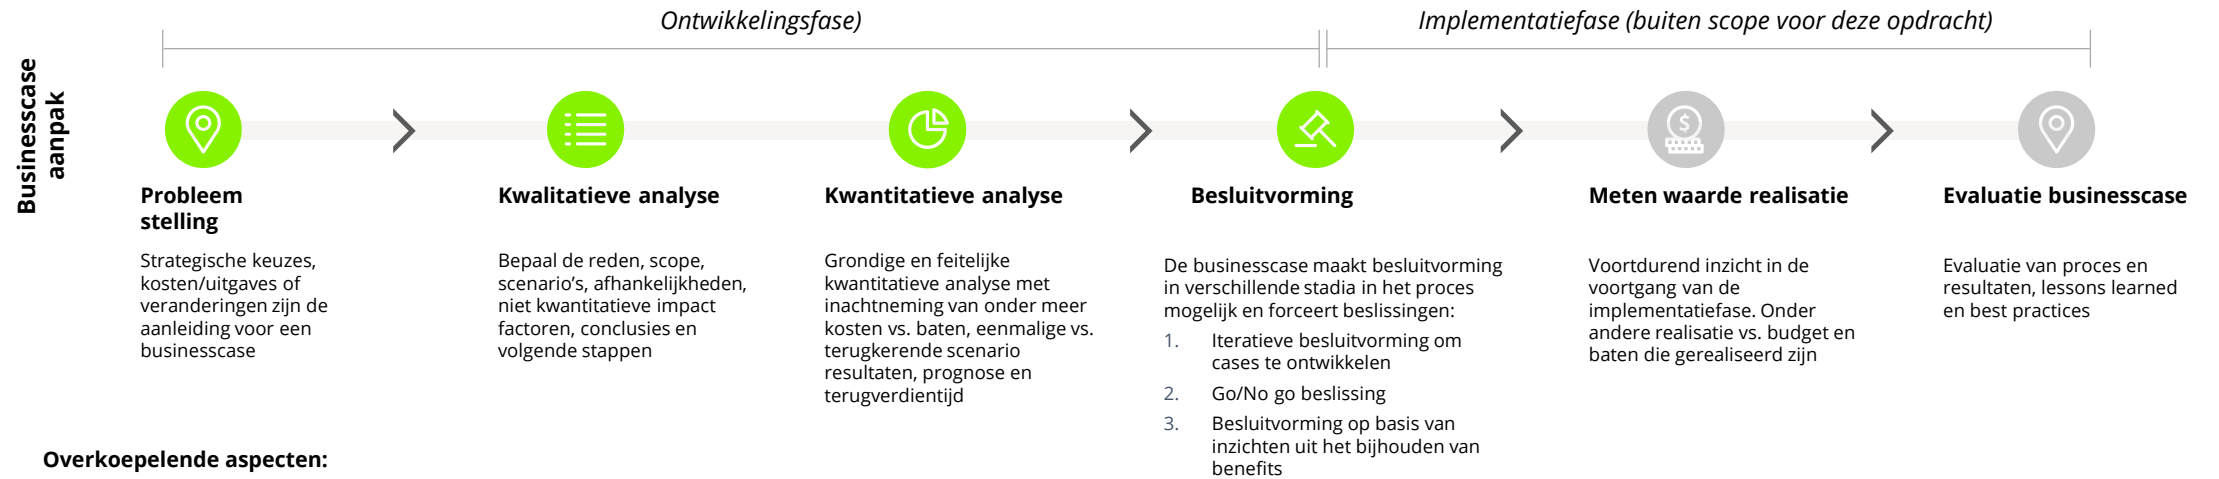 Ontwikkelingsfase)
Implementatiefase (buiten scope voor deze opdracht)
Businesscase
aanpak
Probleem
stelling
Strategische keuzes,
kosten/uitgaves of
veranderingen zijn de
aanleiding voor een
businesscase
Kwalitatieve analyse
Bepaal de reden, scope,
scenario’s, afhankelijkheden,
niet kwantitatieve impact
factoren, conclusies en
volgende stappen
Kwantitatieve analyse
Grondige en feitelijke
kwantitatieve analyse met
inachtneming van onder meer
kosten vs. baten, eenmalige vs.
terugkerende scenario
resultaten, prognose en
terugverdientijd
Besluitvorming
De businesscase maakt besluitvorming
in verschillende stadia in het proces
mogelijk en forceert beslissingen:
1. Iteratieve besluitvorming om
cases te ontwikkelen
2. Go/No go beslissing
3. Besluitvorming op basis van
inzichten uit het bijhouden van
benefits
$
Meten waarde realisatie
Voortdurend inzicht in de
voortgang van de
implementatiefase. Onder
andere realisatie vs. budget en
baten die gerealiseerd zijn
Evaluatie businesscase
Evaluatie van proces en
resultaten, lessons learned
en best practices
Overkoepelende aspecten: